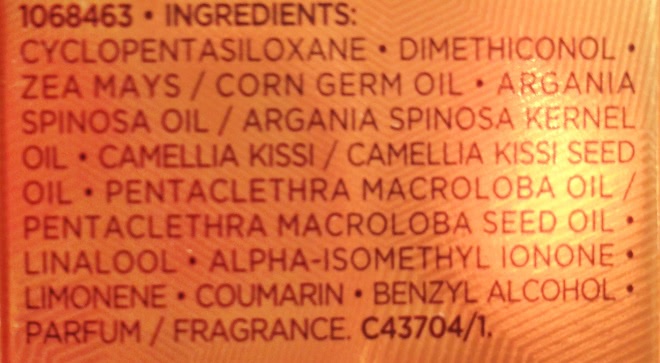 1068463 • INGREDIENTS:
CYCLOPENTASILOXANE • DIMETHICONOL •
ZEA MAYS / CORN GERM OIL • ARGANIA
SPINOSA OIL / ARGANIA SPINOSA KERNEL
OIL • CAMELLIA KISSI / CAMELLIA KISSI SEED
OIL • PENTACLETHRA MACROLOBA OIL /
PENTACLETHRA MACROLOBA SEED OIL •
LINALOOL • ALPHA-ISOMETHYL IONONE •
LIMONENE • COUMARIN • BENZYL ALCOHOL •
PARFUM / FRAGRANCE. C43704/1.